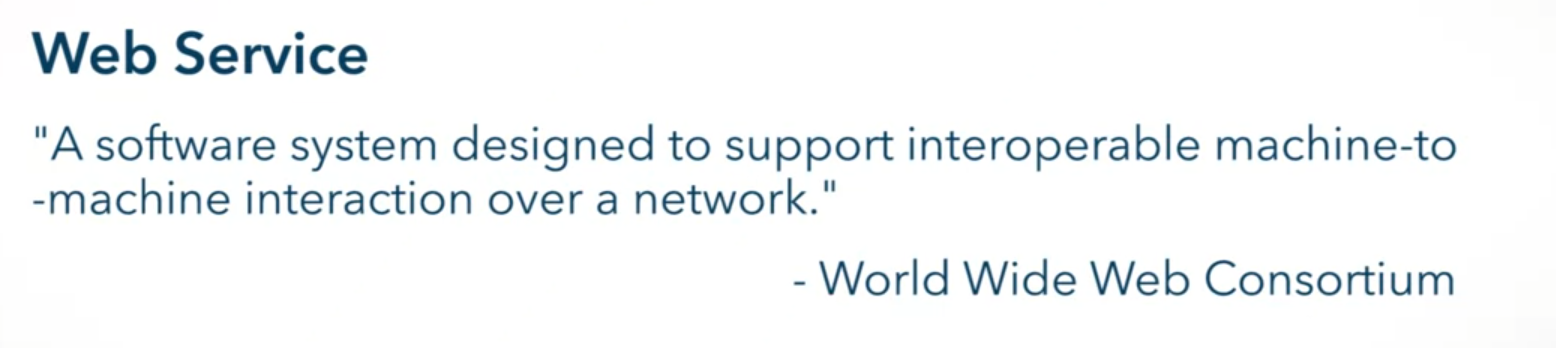 Web Service
"A software system designed to support interoperable machine-to
-machine interaction over a network."
- World Wide Web Consortium